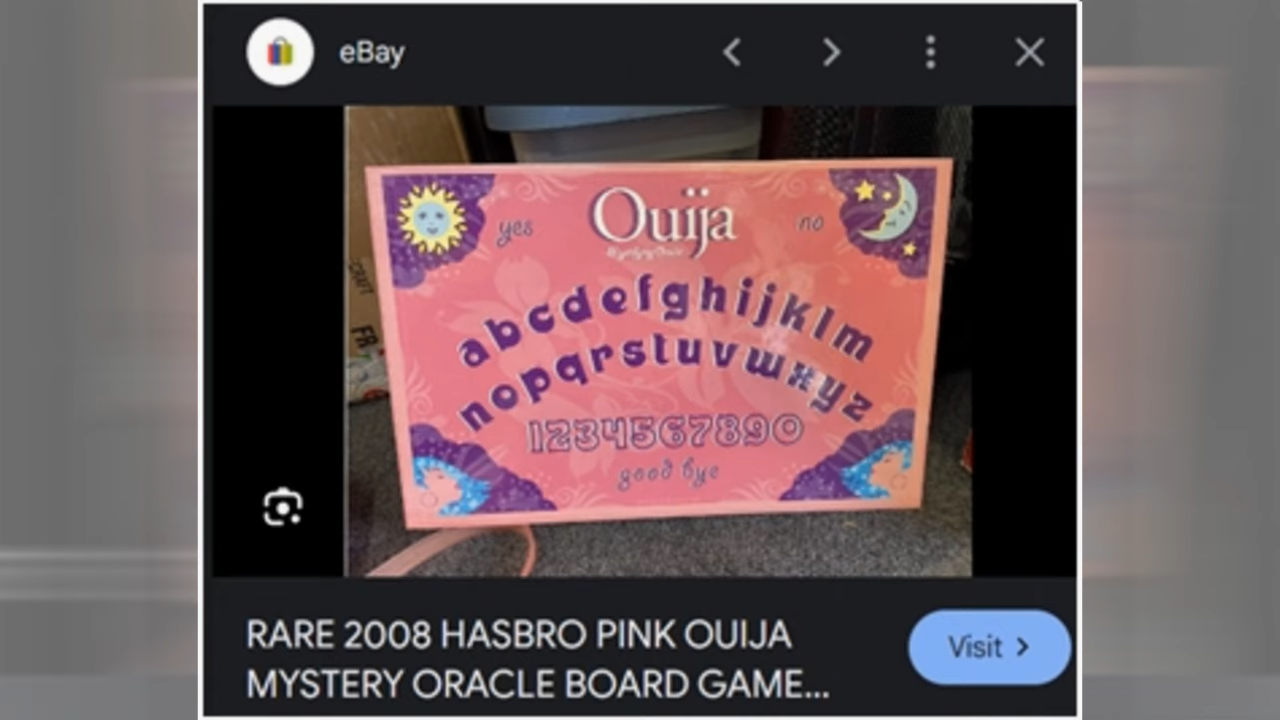 eBay
yes Ouija no
abcdefghijklm
nopqrstuvwxyz
1234567890
good bye
RARE 2008 HASBRO PINK OUIJA
MYSTERY ORACLE BOARD GAME...
Visit >